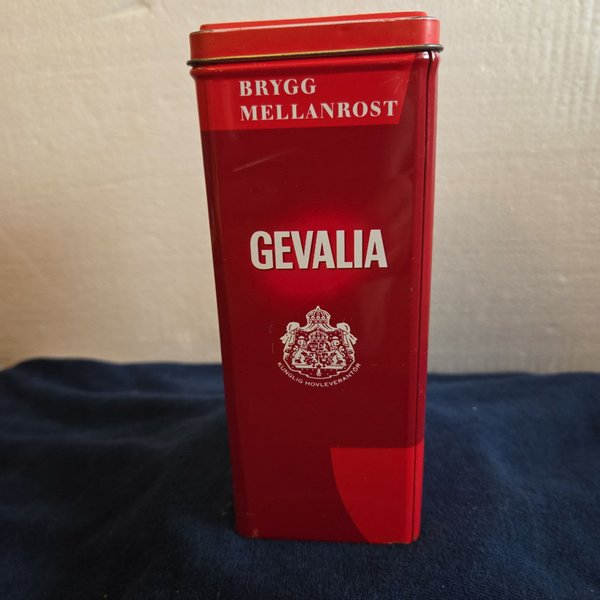 BRYGG
MELLANROST
GEVALIA
KUNGLIG HOVLEVERANTÖR